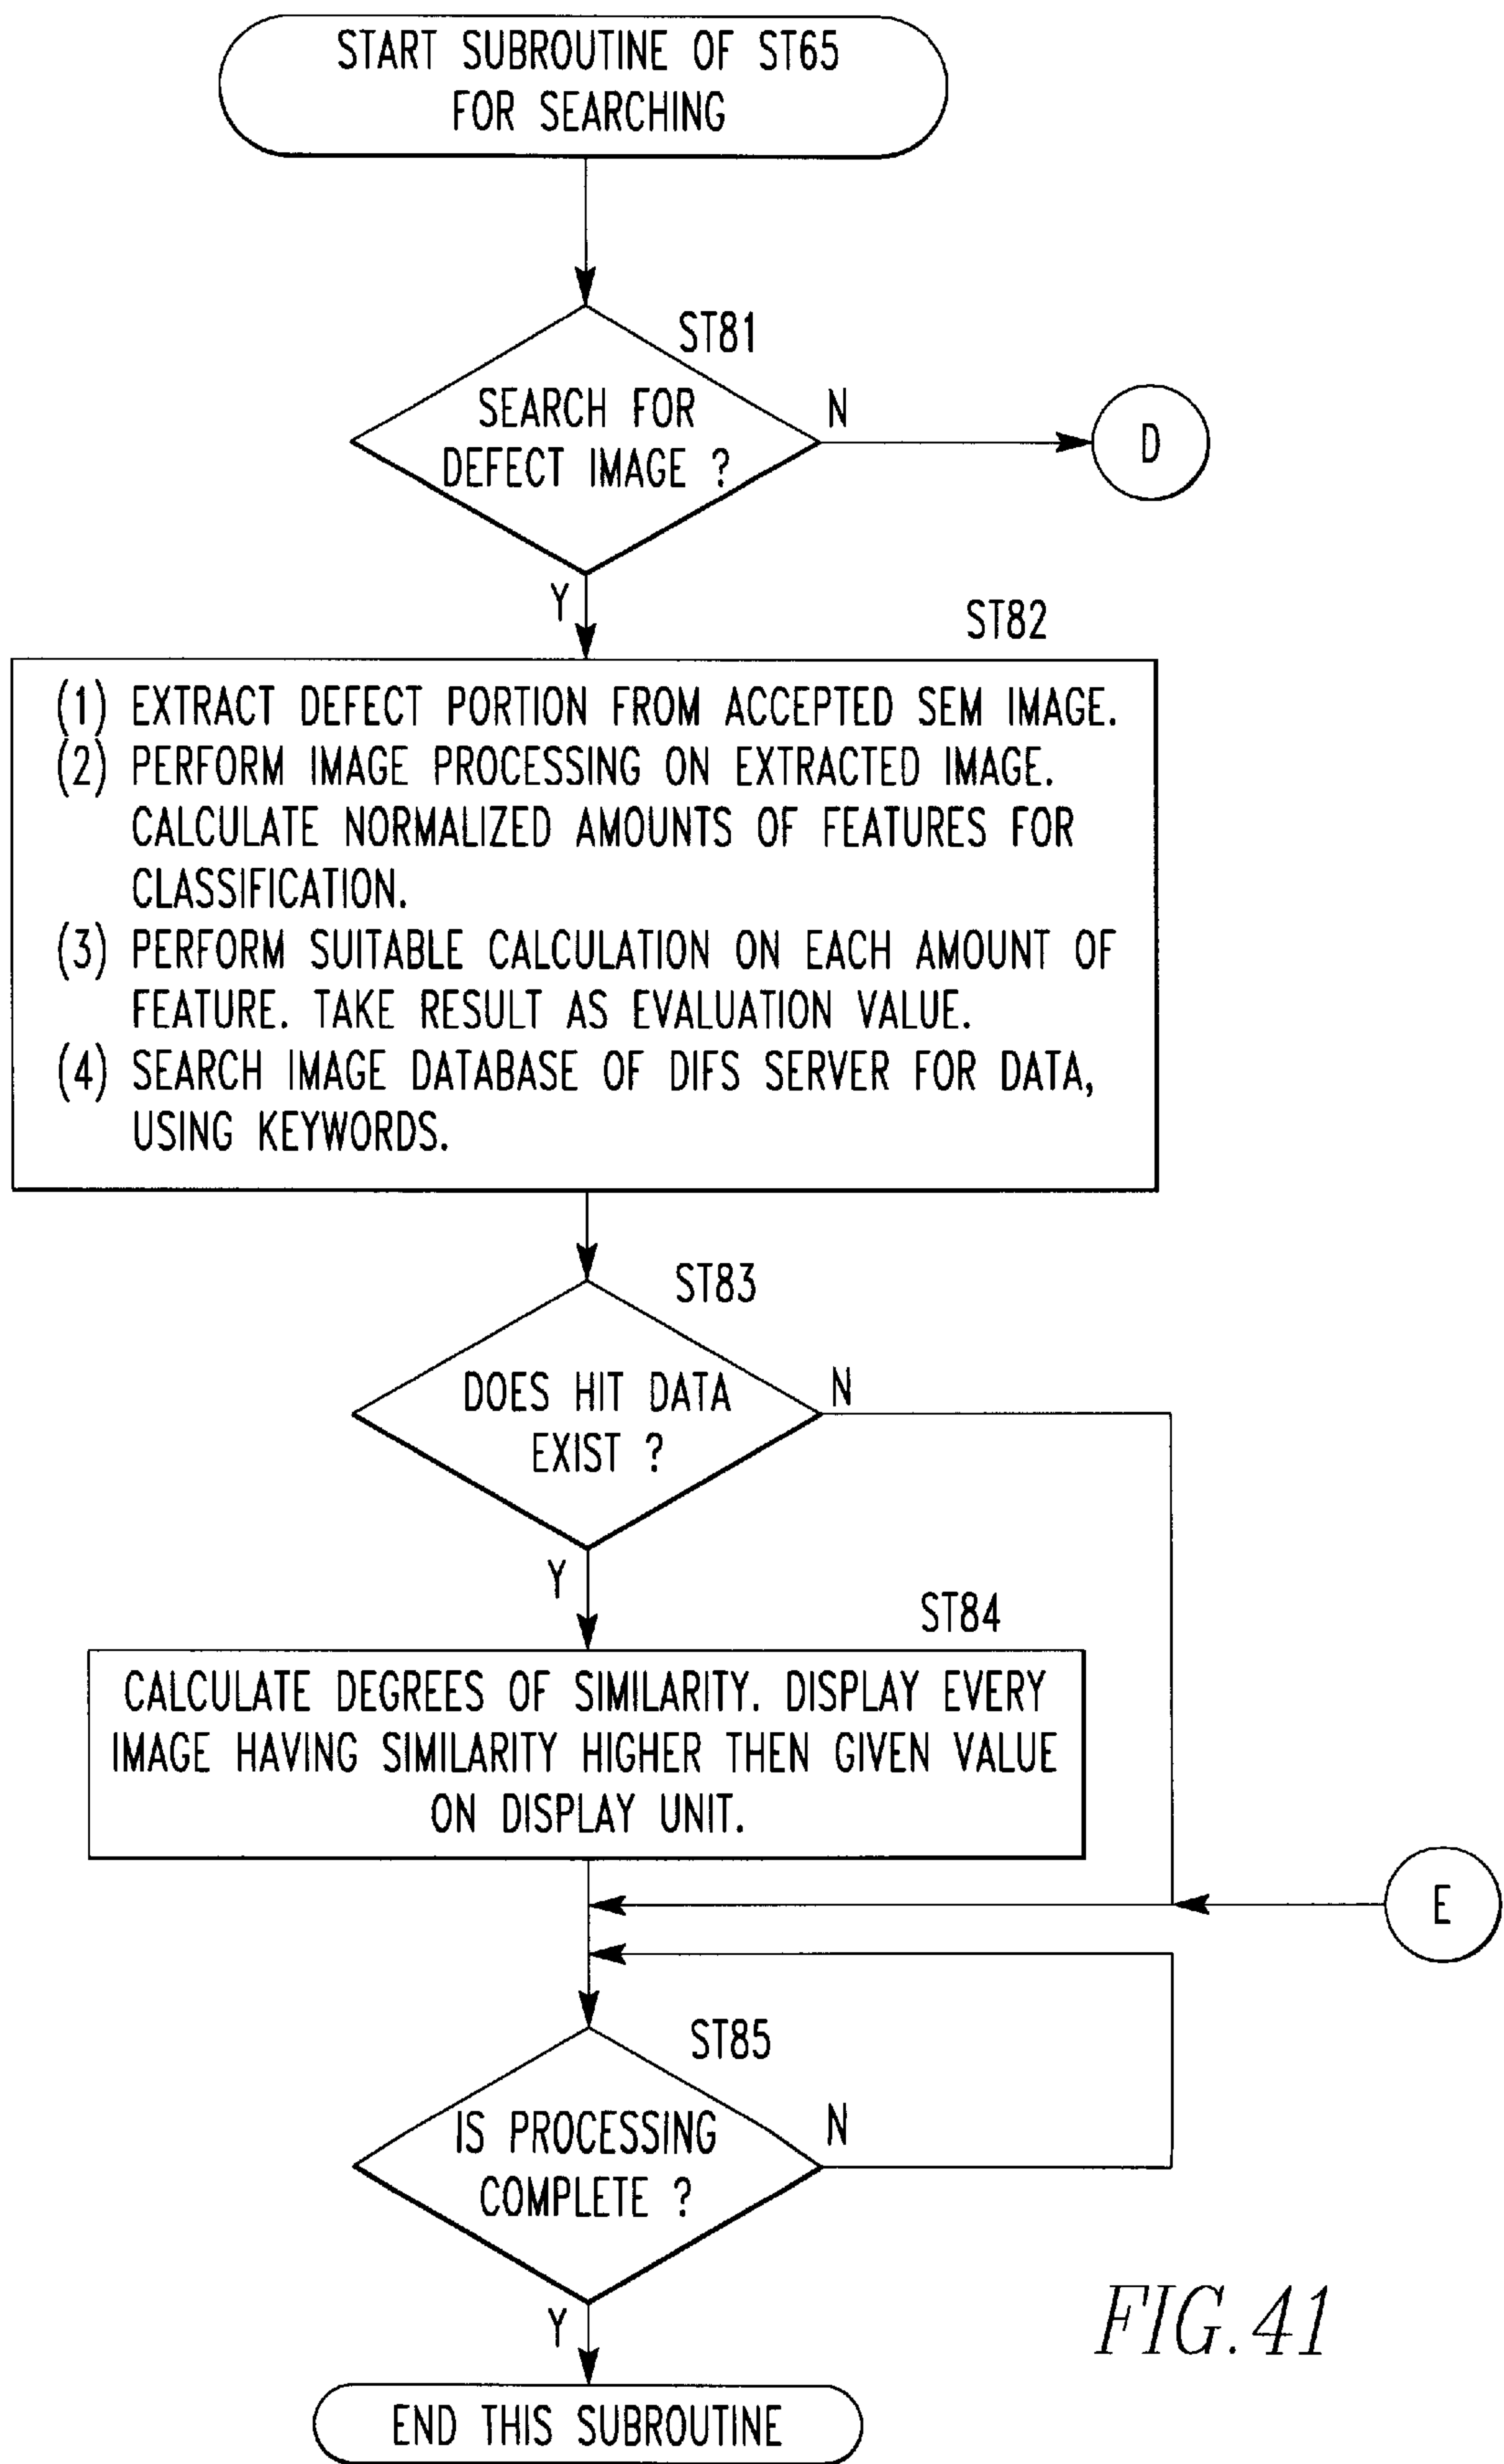 START SUBROUTINE OF ST65
FOR SEARCHING
ST81
SEARCH FOR
DEFECT IMAGE ?
N
D
Y
ST82
(1) EXTRACT DEFECT PORTION FROM ACCEPTED SEM IMAGE.
(2) PERFORM IMAGE PROCESSING ON EXTRACTED IMAGE.
CALCULATE NORMALIZED AMOUNTS OF FEATURES FOR
CLASSIFICATION.
(3) PERFORM SUITABLE CALCULATION ON EACH AMOUNT OF
FEATURE. TAKE RESULT AS EVALUATION VALUE.
(4) SEARCH IMAGE DATABASE OF DIFS SERVER FOR DATA,
USING KEYWORDS.
ST83
DOES HIT DATA
EXIST ?
N
Y
ST84
CALCULATE DEGREES OF SIMILARITY. DISPLAY EVERY
IMAGE HAVING SIMILARITY HIGHER THEN GIVEN VALUE
ON DISPLAY UNIT.
E
ST85
IS PROCESSING
COMPLETE ?
N
Y
END THIS SUBROUTINE
FIG.41